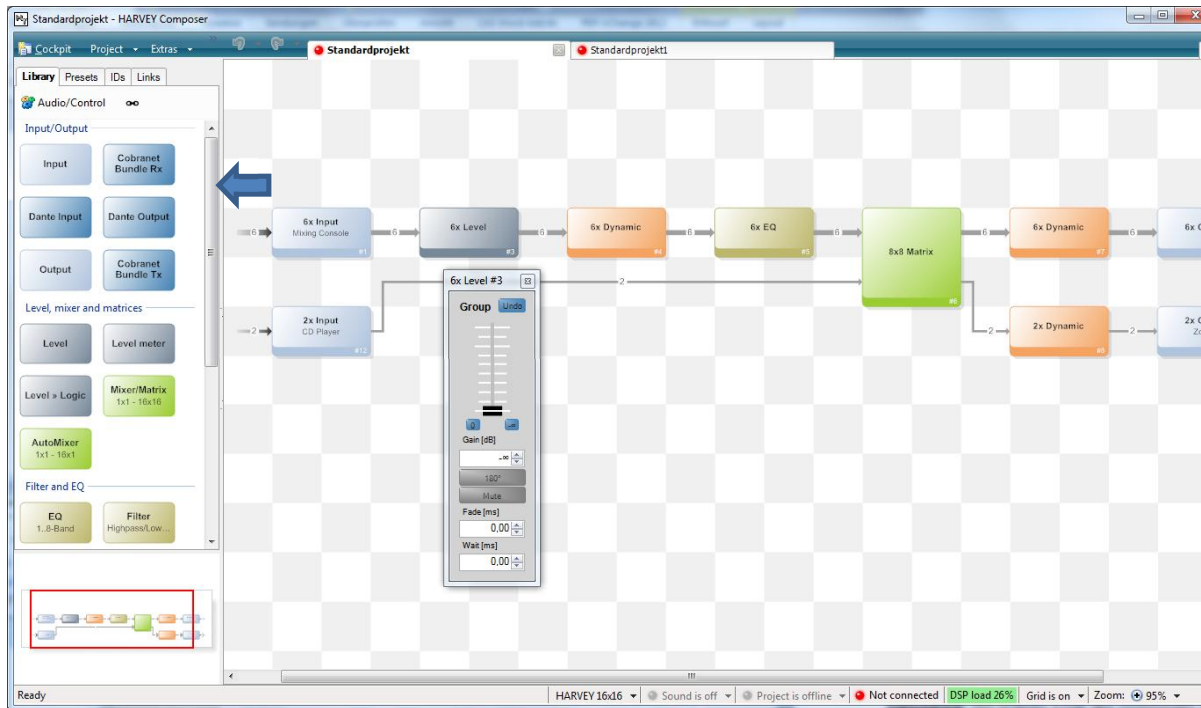 Standardprojekt - HARVEY Composer
Cockpit Project Extras
Standardprojekt
Standardprojekt1
Library Presets IDs Links
Audio/Control
Input/Output
Input
Cobranet
Bundle Rx
Dante Input
Dante Output
Output
Cobranet
Bundle Tx
Level, mixer and matrices
Level
Level meter
Level » Logic
Mixer/Matrix
1x1 - 16x16
AutoMixer
1x1 - 16x1
Filter and EQ
EQ
1..8-Band
Filter
Highpass/Low...
6
6x Input
Mixing Console
#1
6
6x Level
#3
6
6x Dynamic
#4
6
6x EQ
#5
6
8x8 Matrix
#6
6
6x Dynamic
#7
6
2
2x Input
CD Player
#12
2
2
2x Dynamic
#8
2
6x Level #3
Group Undo
0 -∞
Gain [dB]
-∞
180°
Mute
Fade [ms]
0,00
Wait [ms]
0,00
Ready
HARVEY 16x16 Sound is off Project is offline Not connected DSP load 26% Grid is on Zoom: 95%